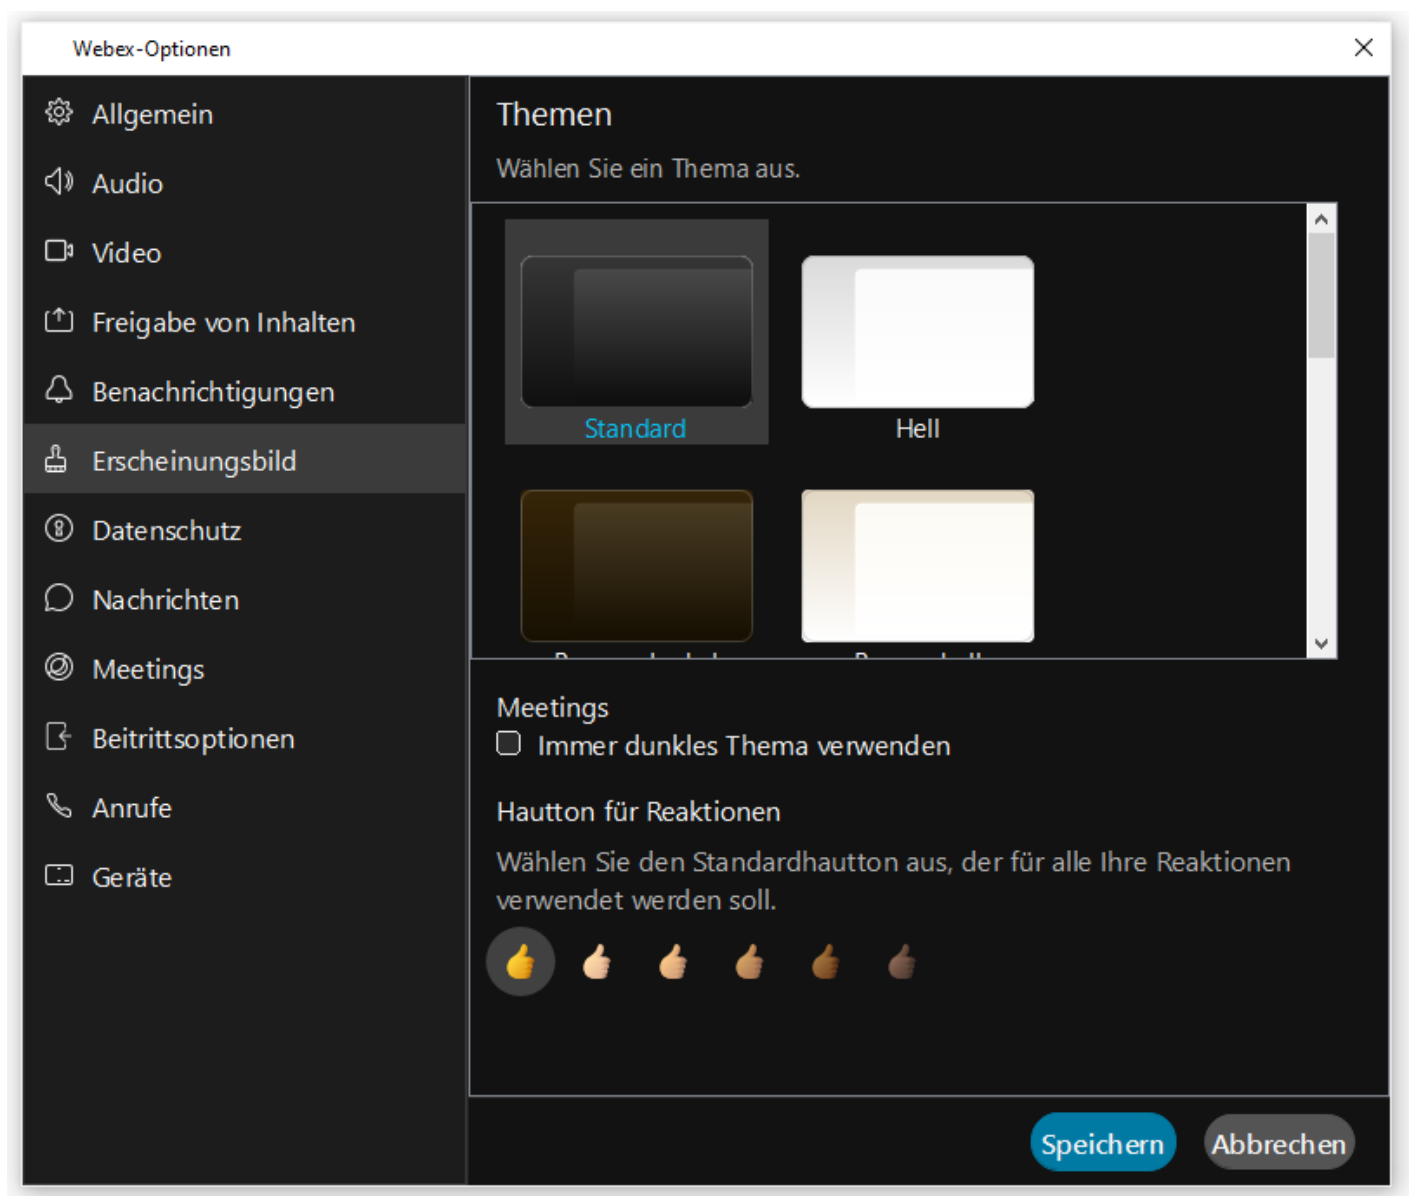 Webex-Optionen
Allgemein
Audio
Video
Freigabe von Inhalten
Benachrichtigungen
Erscheinungsbild
Datenschutz
Nachrichten
Meetings
Beitrittsoptionen
Anrufe
Geräte
Themen
Wählen Sie ein Thema aus.
Standard
Hell
Meetings
Immer dunkles Thema verwenden
Hautton für Reaktionen
Wählen Sie den Standardhautton aus, der für alle Ihre Reaktionen
verwendet werden soll.
Speichern
Abbrechen